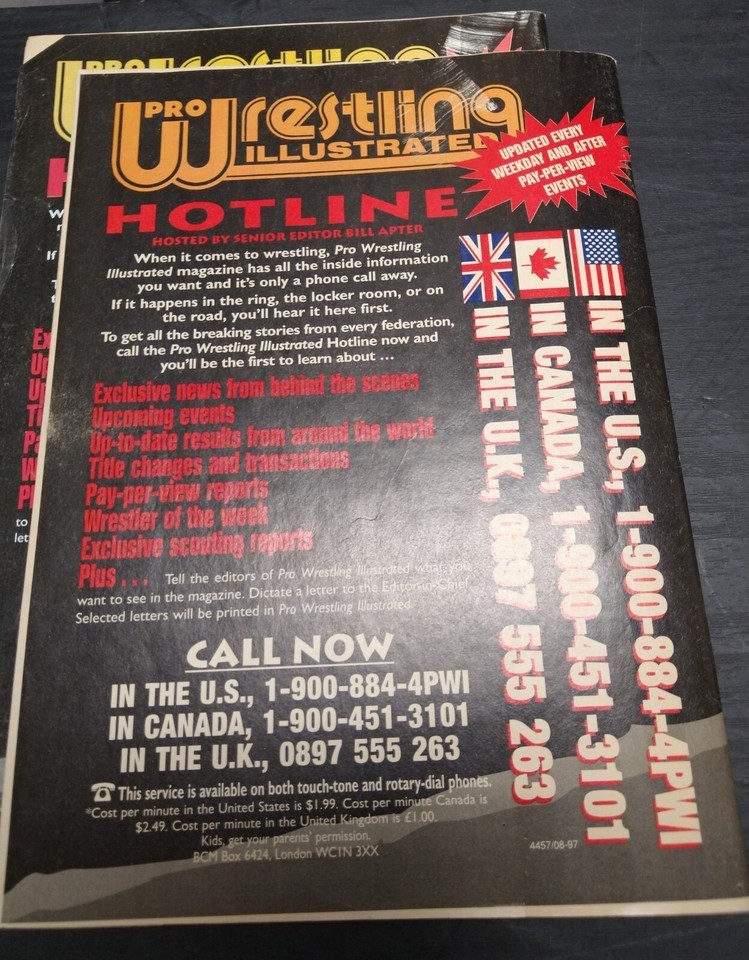 PRO
Wrestling
ILLUSTRATED
UPDATED EVERY
WEEKDAY AND AFTER
PAY-PER-VIEW
EVENTS
HOTLINE
HOSTED BY SENIOR EDITOR BILL APTER
When it comes to wrestling, Pro Wrestling
Illustrated magazine has all the inside information
you want and it's only a phone call away.
If it happens in the ring, the locker room, or on
the road, you'll hear it here first.
To get all the breaking stories from every federation,
call the Pro Wrestling Illustrated Hotline now and
you'll be the first to learn about ...
Exclusive news from behind the scenes
Upcoming events
Up-to-date results from around the world
Title changes and transactions
Pay-per-view reports
Wrestler of the week
Exclusive scouting reports
Plus... Tell the editors of Pro Wrestling Illustrated what you
want to see in the magazine. Dictate a letter to the Editor-in-Chief.
Selected letters will be printed in Pro Wrestling Illustrated.
CALL NOW
IN THE U.S., 1-900-884-4PWI
IN CANADA, 1-900-451-3101
IN THE U.K., 0897 555 263
This service is available on both touch-tone and rotary-dial phones.
*Cost per minute in the United States is $1.99. Cost per minute Canada is
$2.49. Cost per minute in the United Kingdom is £1.00.
Kids, get your parents' permission.
BCM Box 6424, London WC1N 3XX
4457/08-97
IN THE U.S., 1-900-884-4PWI
IN CANADA, 1-900-451-3101
IN THE U.K., 0897 555 263